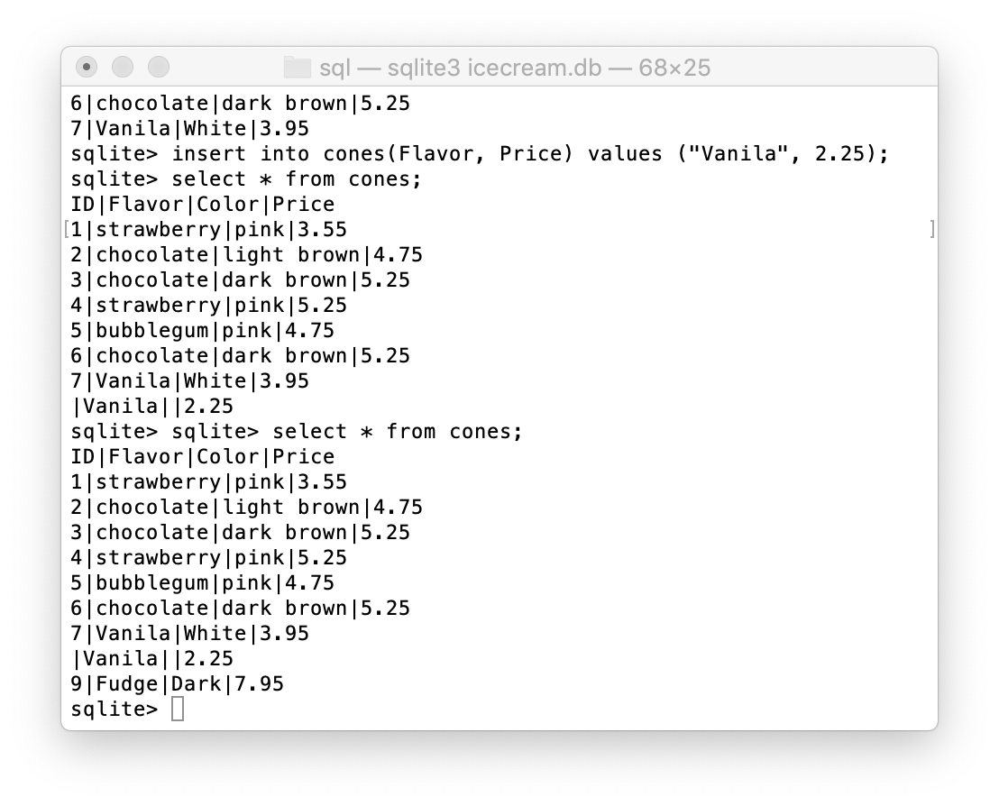 sql — sqlite3 icecream.db — 68×25
6|chocolate|dark brown|5.25
7|Vanila|White|3.95
sqlite> insert into cones(Flavor, Price) values ("Vanila", 2.25);
sqlite> select * from cones;
ID|Flavor|Color|Price
[1|strawberry|pink|3.55 ]
2|chocolate|light brown|4.75
3|chocolate|dark brown|5.25
4|strawberry|pink|5.25
5|bubblegum|pink|4.75
6|chocolate|dark brown|5.25
7|Vanila|White|3.95
|Vanila||2.25
sqlite> sqlite> select * from cones;
ID|Flavor|Color|Price
1|strawberry|pink|3.55
2|chocolate|light brown|4.75
3|chocolate|dark brown|5.25
4|strawberry|pink|5.25
5|bubblegum|pink|4.75
6|chocolate|dark brown|5.25
7|Vanila|White|3.95
|Vanila||2.25
9|Fudge|Dark|7.95
sqlite>